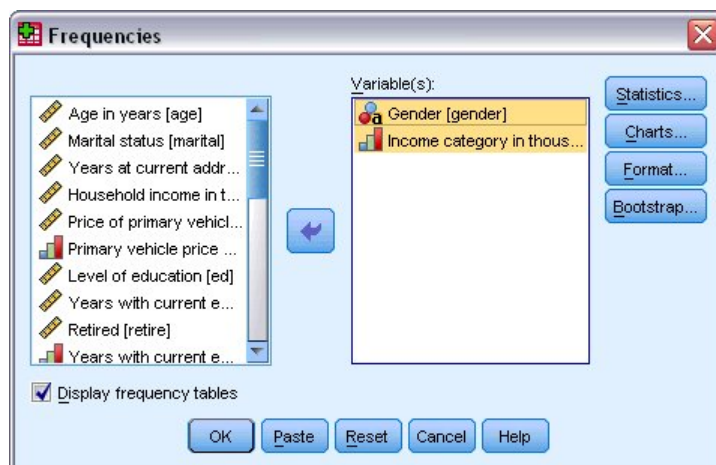 Frequencies
Age in years [age]
Marital status [marital]
Years at current addr...
Household income in t...
Price of primary vehicl...
Primary vehicle price ...
Level of education [ed]
Years with current e...
Retired [retire]
Years with current e...
Variable(s):
Gender [gender]
Income category in thous...
Statistics...
Charts...
Format...
Bootstrap...
Display frequency tables
OK
Paste
Reset
Cancel
Help